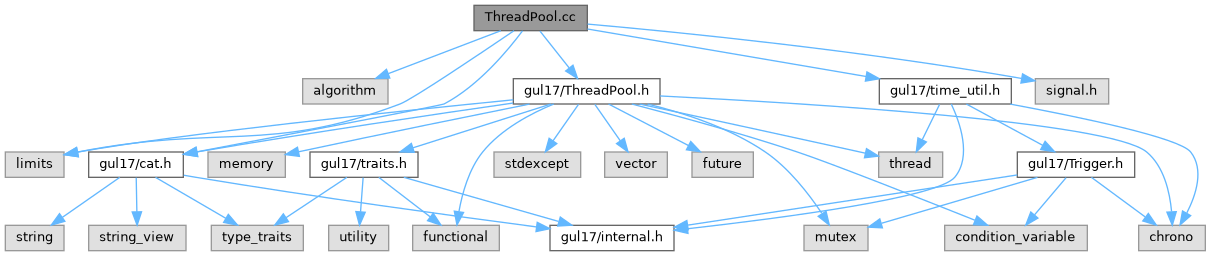 ThreadPool.cc
algorithm
gul17/ThreadPool.h
gul17/time_util.h
signal.h
limits
gul17/cat.h
memory
gul17/traits.h
stdexcept
vector
future
thread
gul17/Trigger.h
string
string_view
type_traits
utility
functional
gul17/internal.h
mutex
condition_variable
chrono